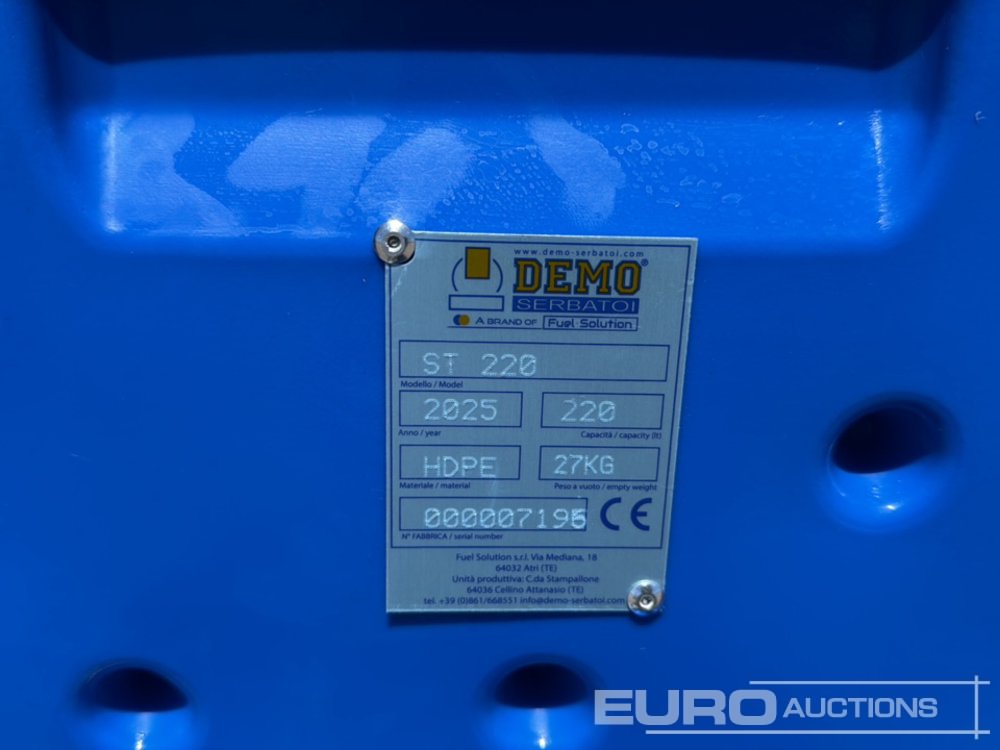 www.demo-serbatoi.com
DEMO®
SERBATOI
A BRAND OF Fuel Solution
ST 220
Modello / Model
2025 220
Anno / year Capacità / capacity (lt)
HDPE 27KG
Materiale / material Peso a vuoto / empty weight
000007196 CE
N° FABBRICA / serial number
Fuel Solution s.r.l. Via Mediana, 18
64032 Atri (TE)
Unità produttiva: C.da Stampallone
64036 Cellino Attanasio (TE)
tel. +39 (0)861/668551 info@demo-serbatoi.com
EURO AUCTIONS